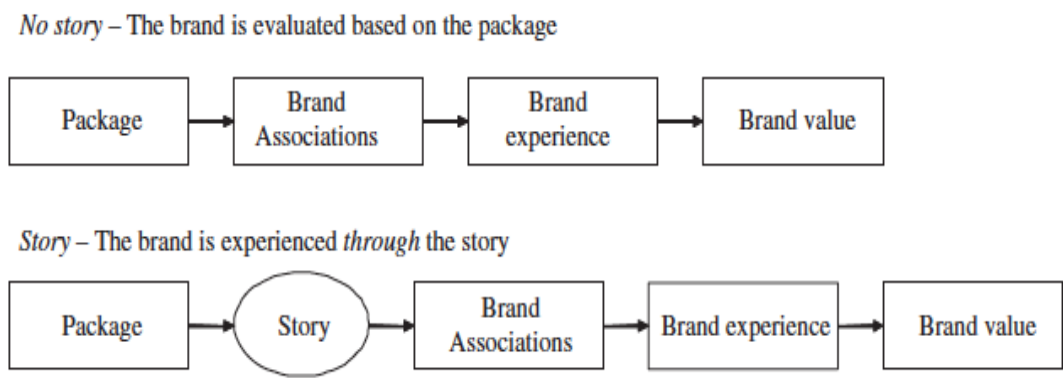 No story – The brand is evaluated based on the package
Package
Brand
Associations
Brand
experience
Brand value
Story – The brand is experienced through the story
Package
Story
Brand
Associations
Brand experience
Brand value